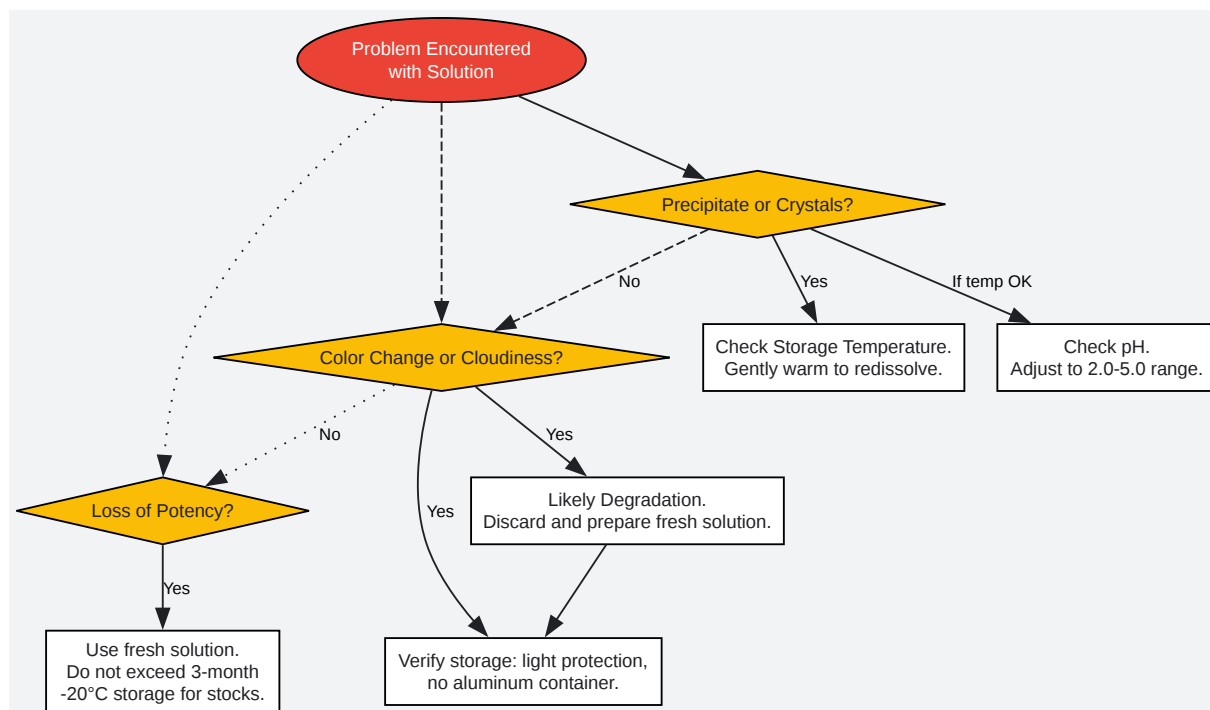 Problem Encountered
with Solution
Precipitate or Crystals?
No
Yes
If temp OK
Color Change or Cloudiness?
Check Storage Temperature.
Gently warm to redissolve.
Check pH.
Adjust to 2.0-5.0 range.
No
Yes
Yes
Loss of Potency?
Likely Degradation.
Discard and prepare fresh solution.
Yes
Use fresh solution.
Do not exceed 3-month
-20°C storage for stocks.
Verify storage: light protection,
no aluminum container.